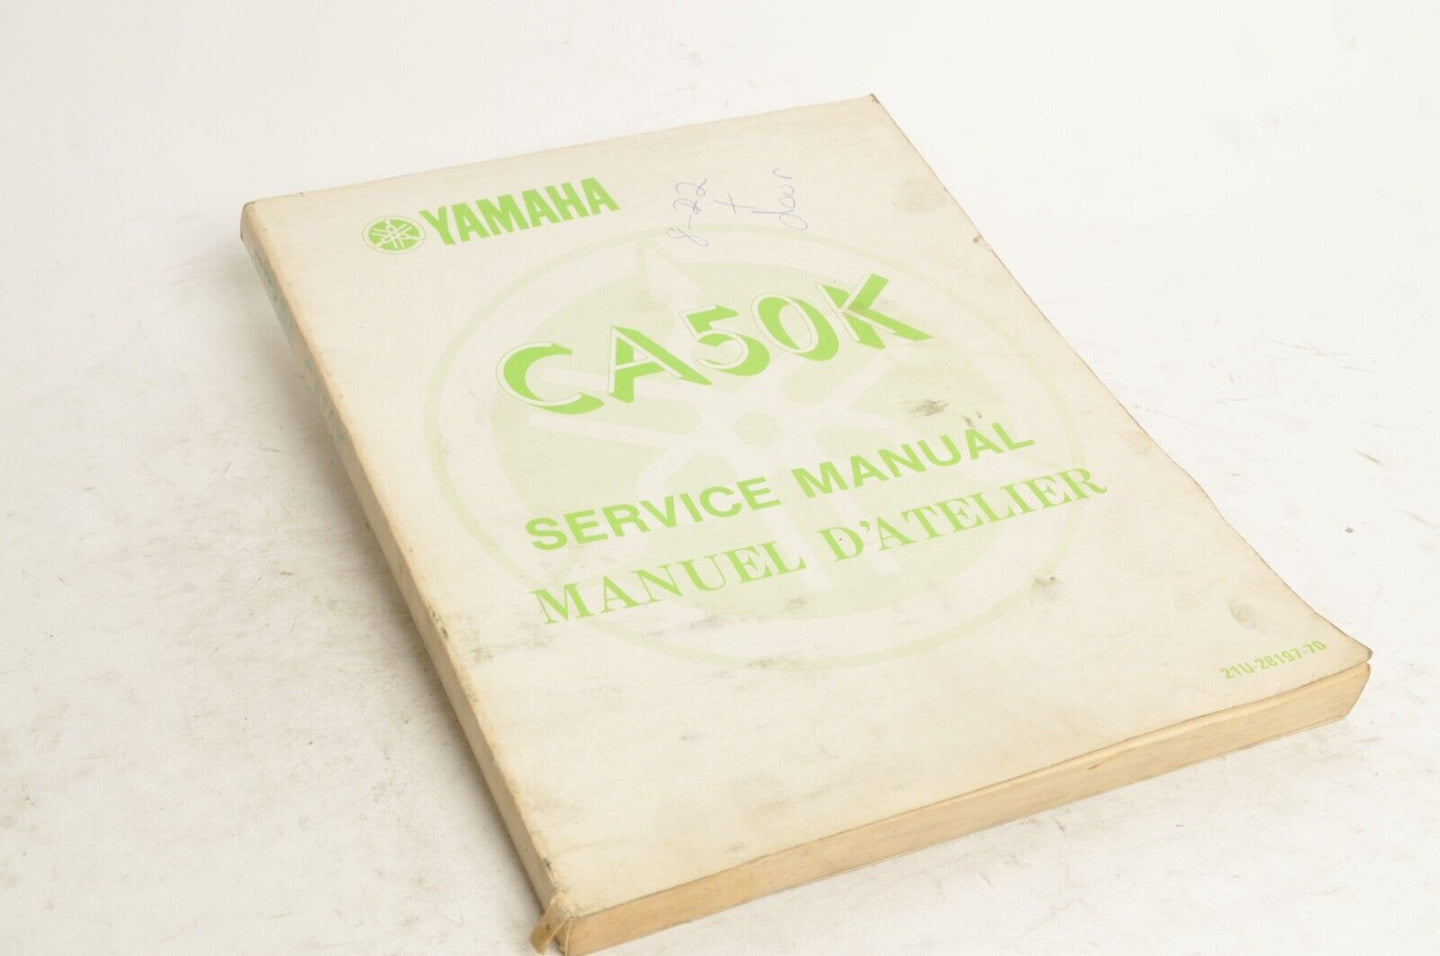 YAMAHA
8-22
+
door
CA50K
SERVICE MANUAL
MANUEL D'ATELIER
21U-28197-70